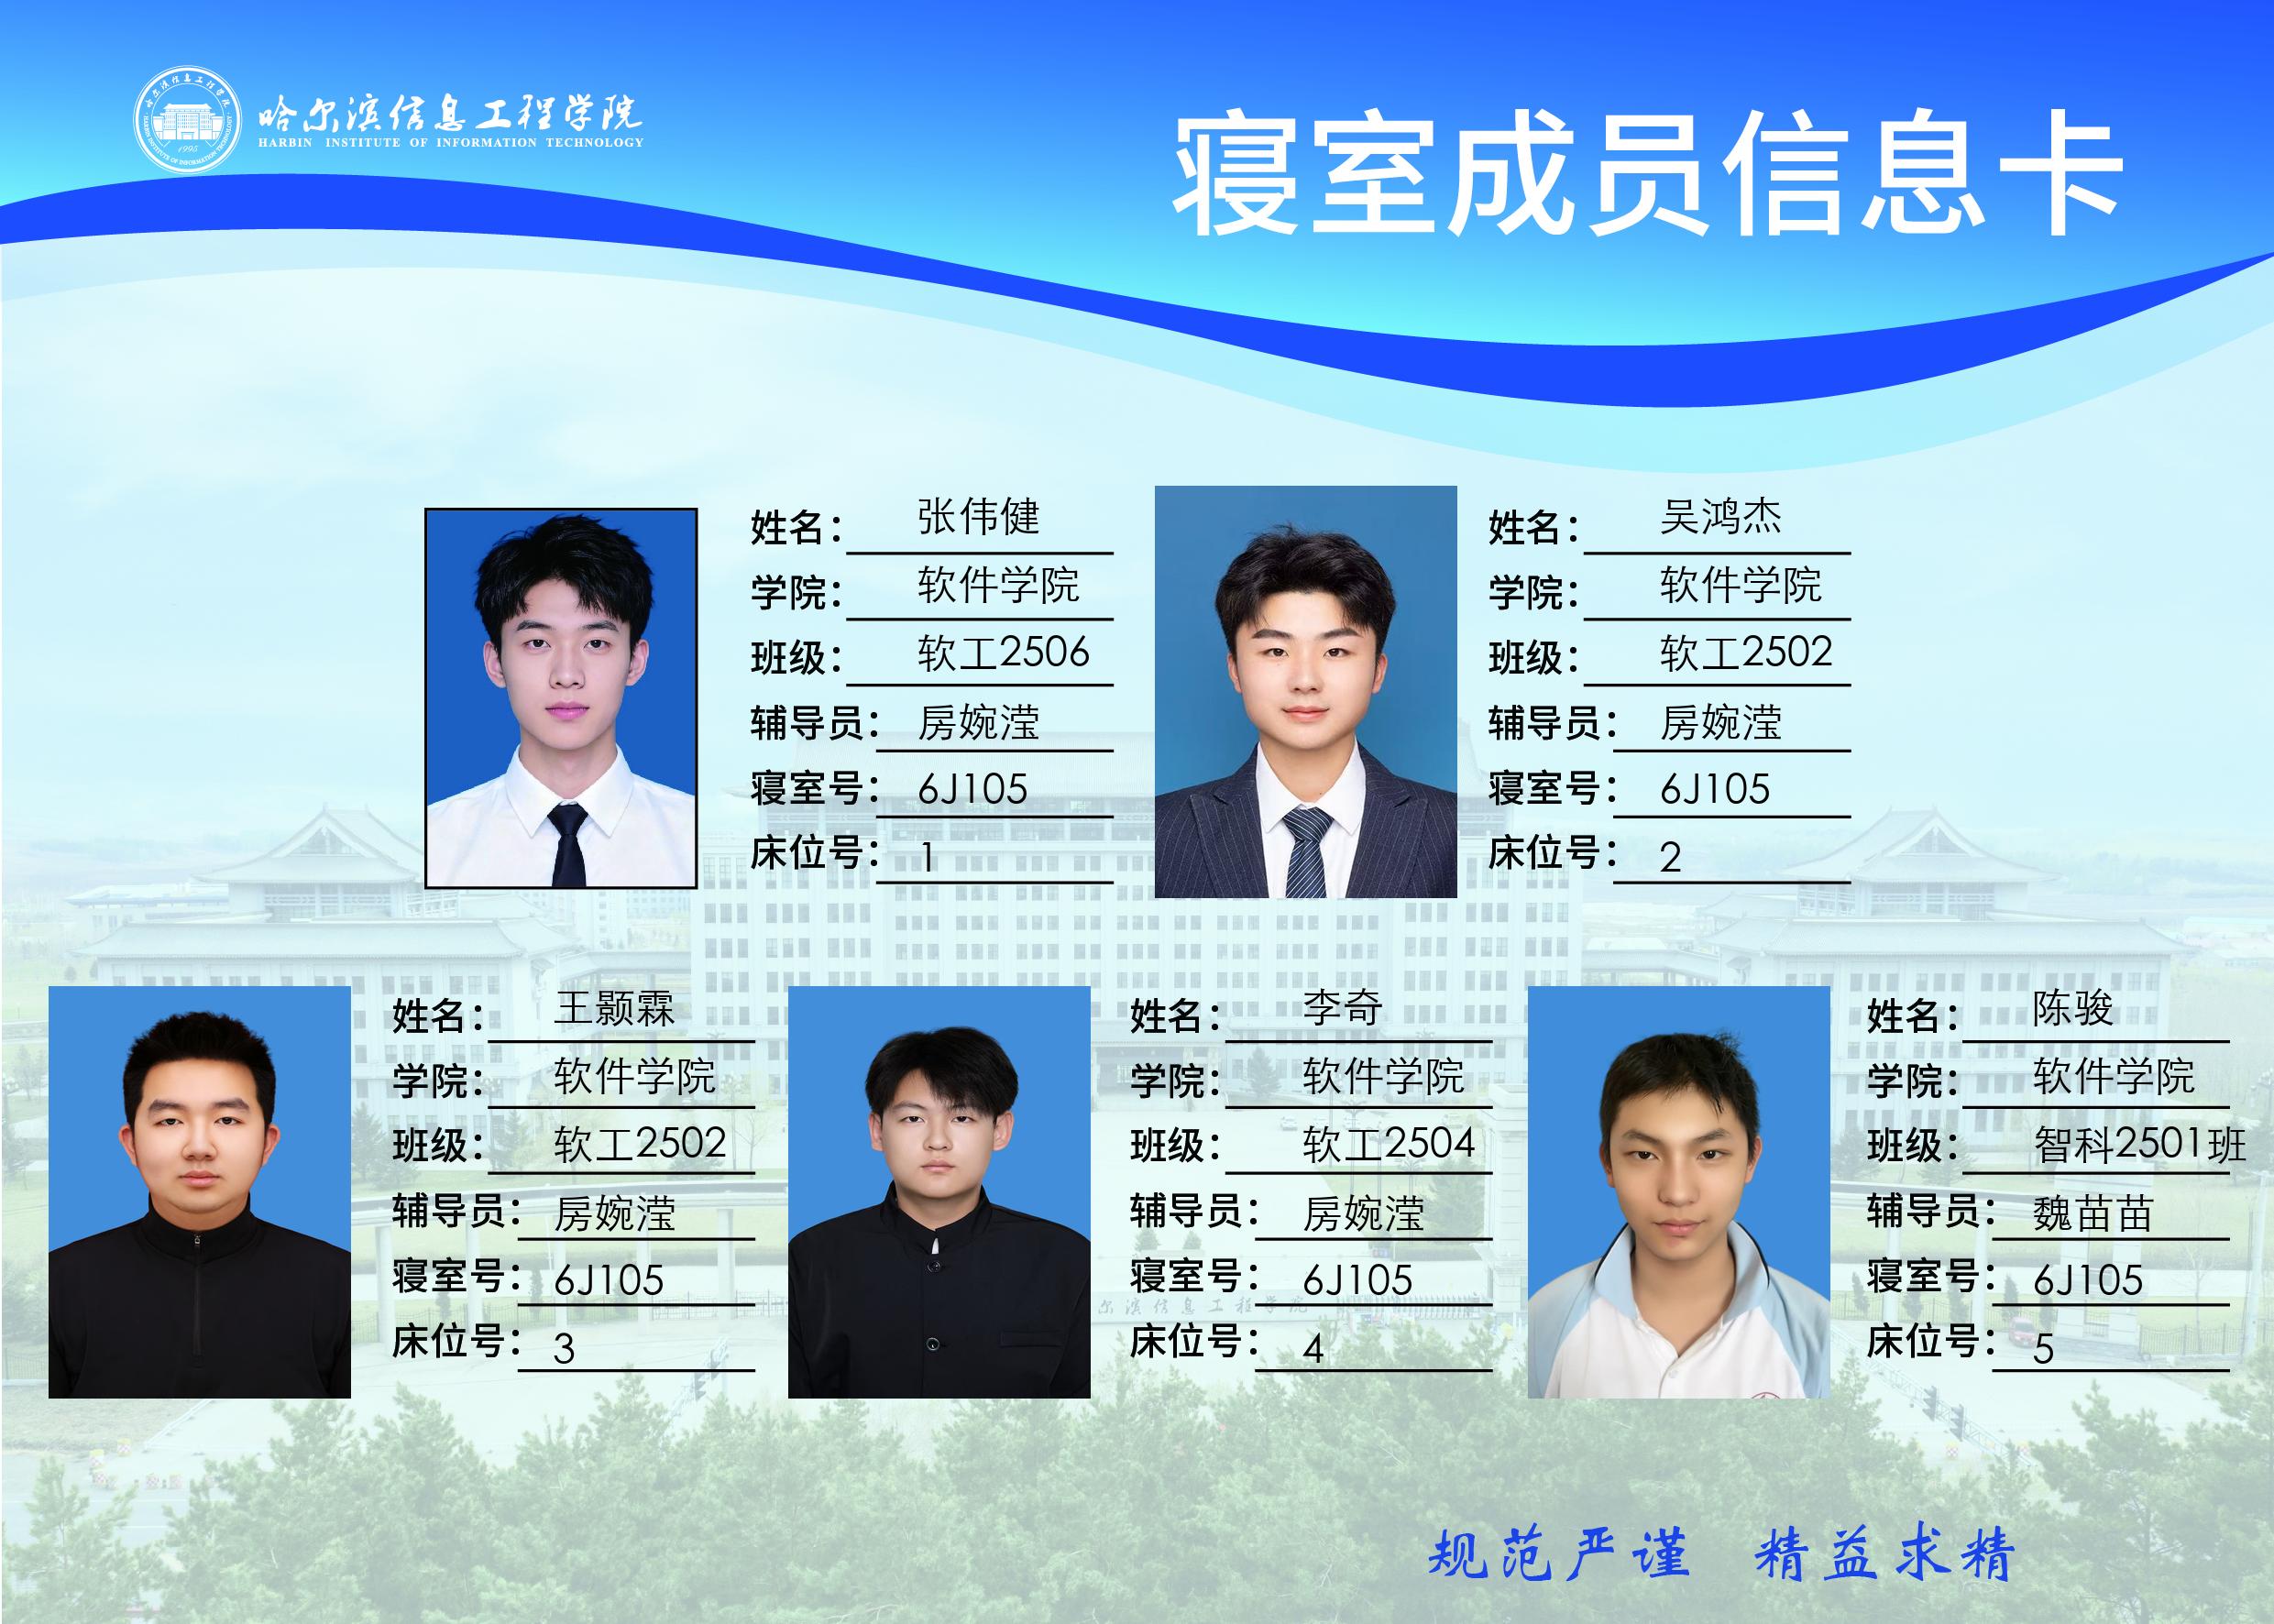 哈尔滨信息工程学院
HARBIN INSTITUTE OF INFORMATION TECHNOLOGY
1995
寝室成员信息卡
姓名： 张伟健
学院： 软件学院
班级： 软工2506
辅导员： 房婉滢
寝室号： 6J105
床位号： 1
姓名： 吴鸿杰
学院： 软件学院
班级： 软工2502
辅导员： 房婉滢
寝室号： 6J105
床位号： 2
姓名： 王颢霖
学院： 软件学院
班级： 软工2502
辅导员： 房婉滢
寝室号： 6J105
床位号： 3
姓名： 李奇
学院： 软件学院
班级： 软工2504
辅导员： 房婉滢
寝室号： 6J105
床位号： 4
姓名： 陈骏
学院： 软件学院
班级： 智科2501班
辅导员： 魏苗苗
寝室号： 6J105
床位号： 5
尔滨信息工程学院
规范严谨 精益求精